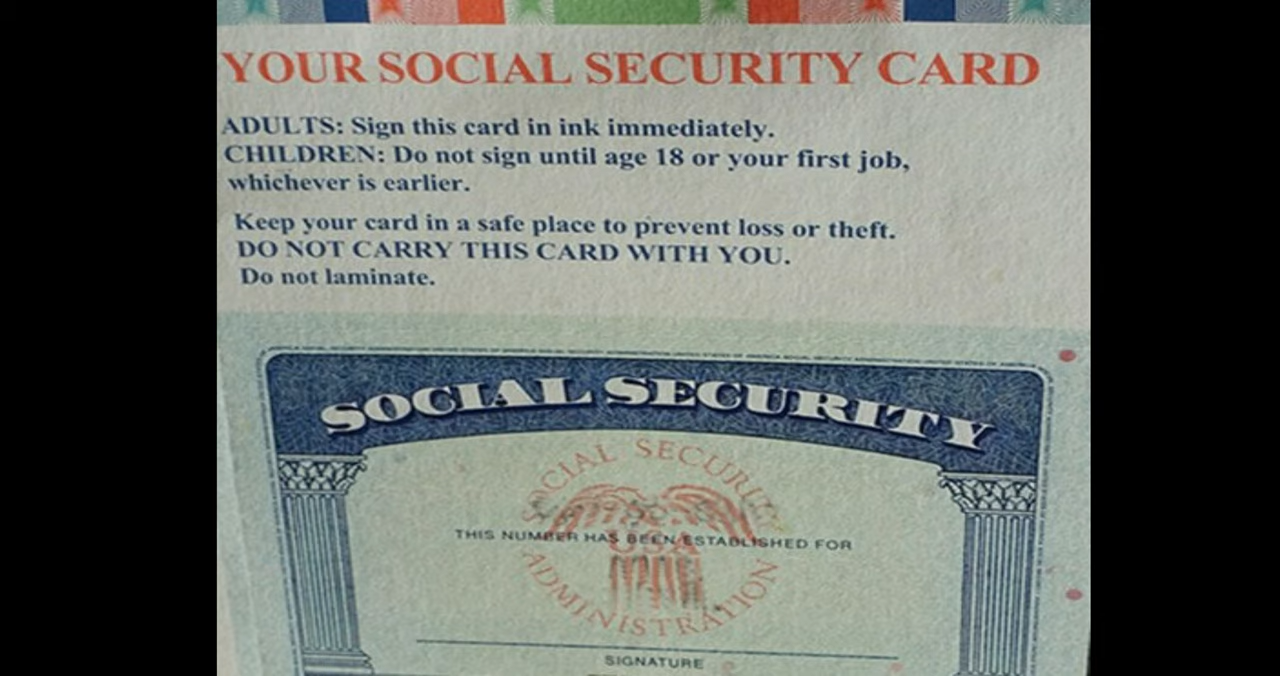 YOUR SOCIAL SECURITY CARD
ADULTS: Sign this card in ink immediately.
CHILDREN: Do not sign until age 18 or your first job,
whichever is earlier.
Keep your card in a safe place to prevent loss or theft.
DO NOT CARRY THIS CARD WITH YOU.
Do not laminate.
SOCIAL SECURITY
SOCIAL SECURITY
THIS NUMBER HAS BEEN ESTABLISHED FOR
USA
ADMINISTRATION
SIGNATURE